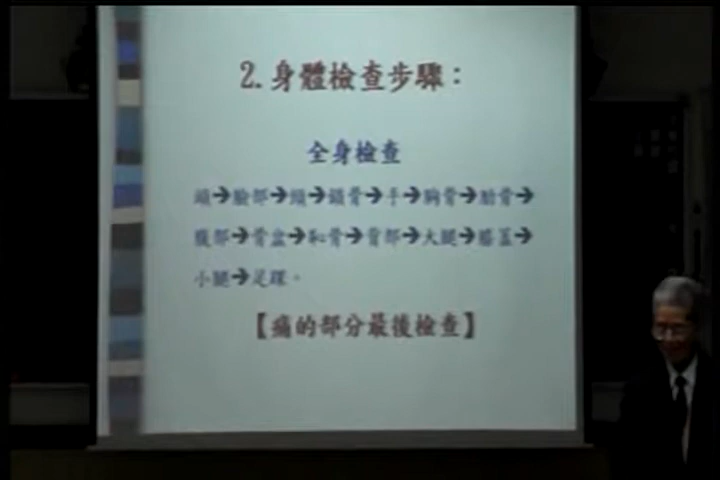 2.身體檢查步驟：
全身檢查
頭→臉部→頸→鎖骨→手→胸骨→肋骨→
腹部→骨盆→恥骨→背部→大腿→膝蓋→
小腿→足踝。
【痛的部分最後檢查】